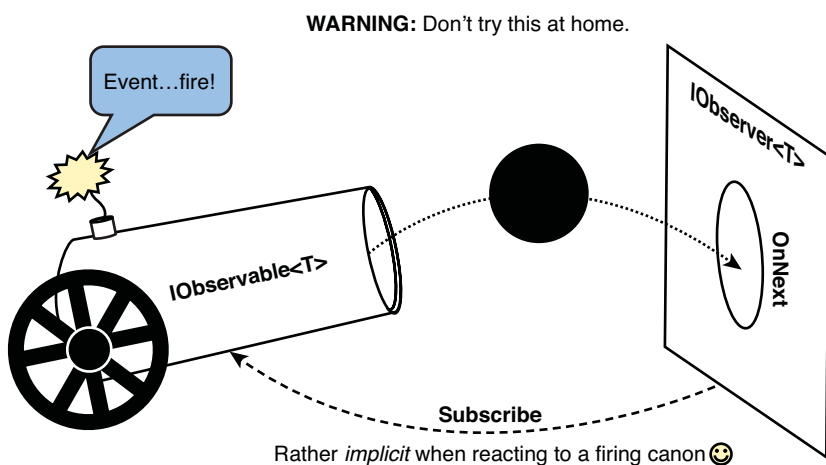 WARNING: Don't try this at home.
Event…fire!
IObserver<T>
OnNext
IObservable<T>
Subscribe
Rather implicit when reacting to a firing canon